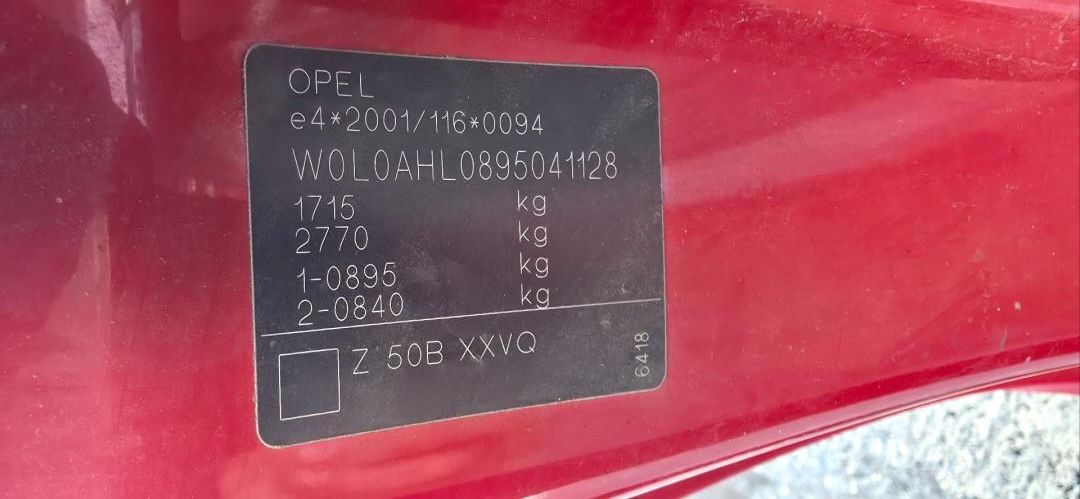 OPEL
e4*2001/116*0094
W0L0AHL0895041128
1715 kg
2770 kg
1-0895 kg
2-0840 kg
Z 50B XXVQ
6418